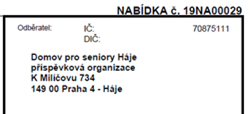 NABÍDKA č. 19NA00029
Odběratel: IČ: 70875111
DIČ:
Domov pro seniory Háje
příspěvková organizace
K Milíčovu 734
149 00 Praha 4 - Háje